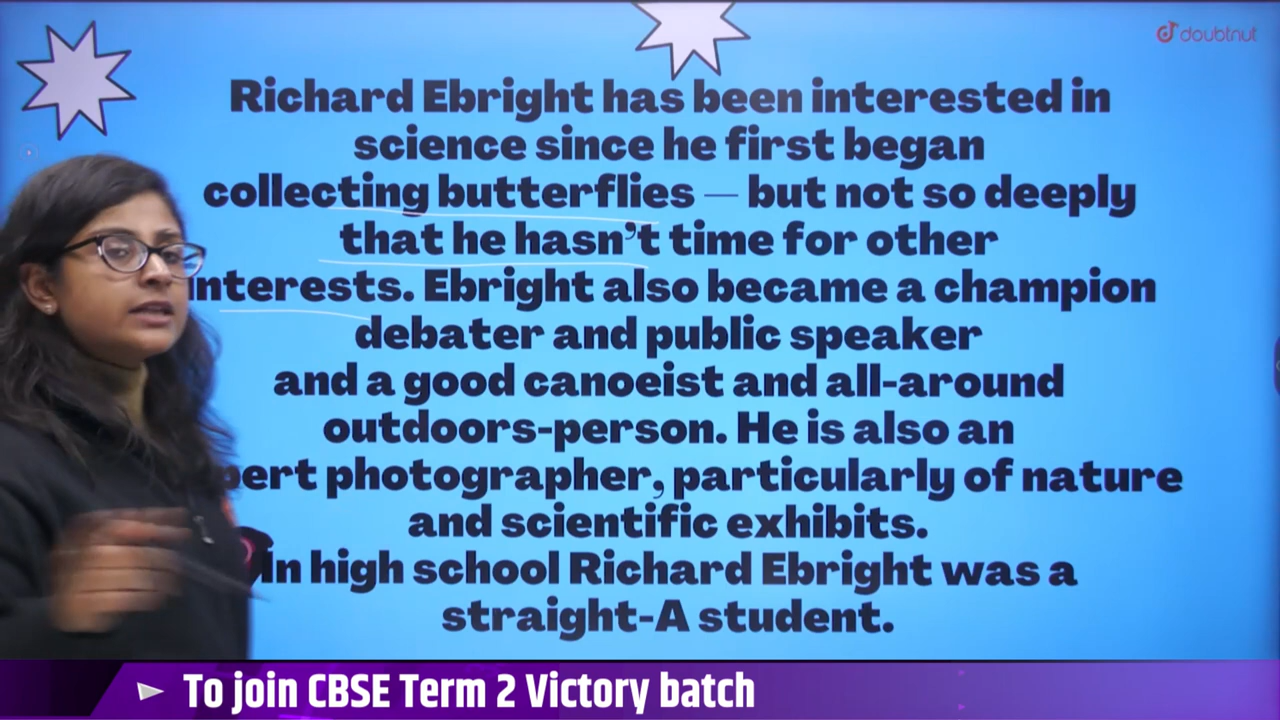 doubtnut
Richard Ebright has been interested in
science since he first began
collecting butterflies — but not so deeply
that he hasn't time for other
interests. Ebright also became a champion
debater and public speaker
and a good canoeist and all-around
outdoors-person. He is also an
photographer, particularly of nature
and scientific exhibits.
In high school Richard Ebright was a
straight-A student.
To join CBSE Term 2 Victory batch